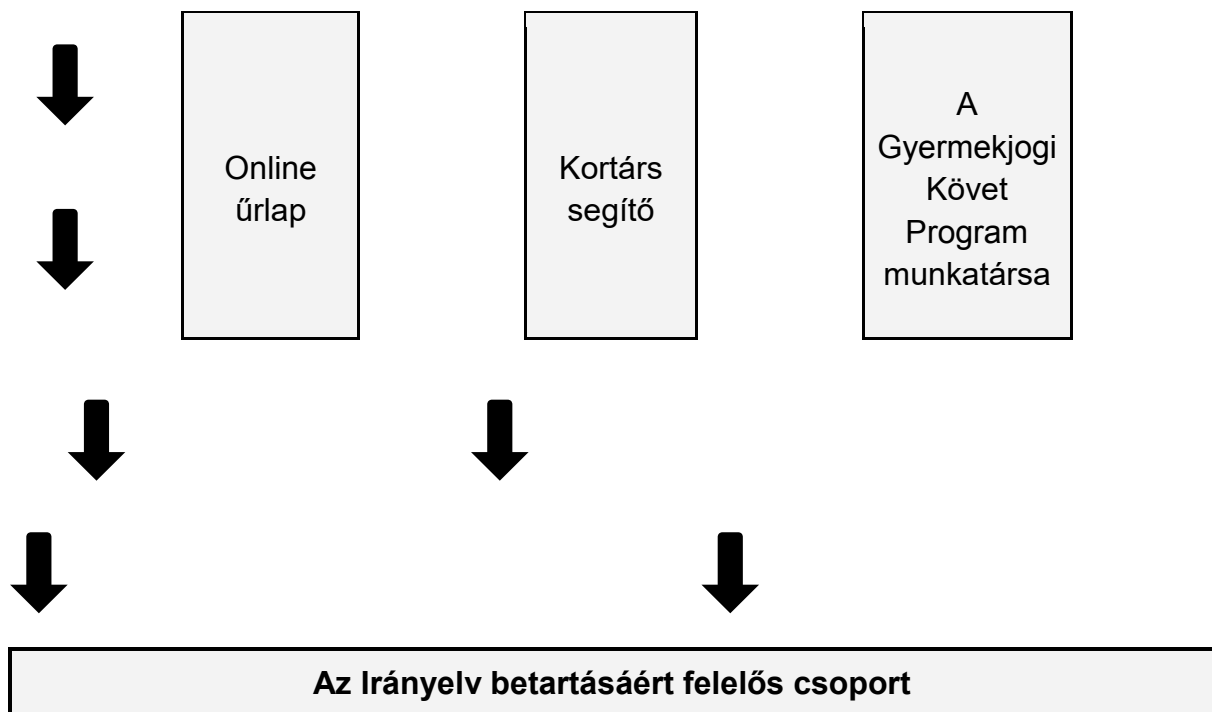 Online
űrlap
Kortárs
segítő
A
Gyermekjogi
Követ
Program
munkatársa
Az Irányelv betartásáért felelős csoport